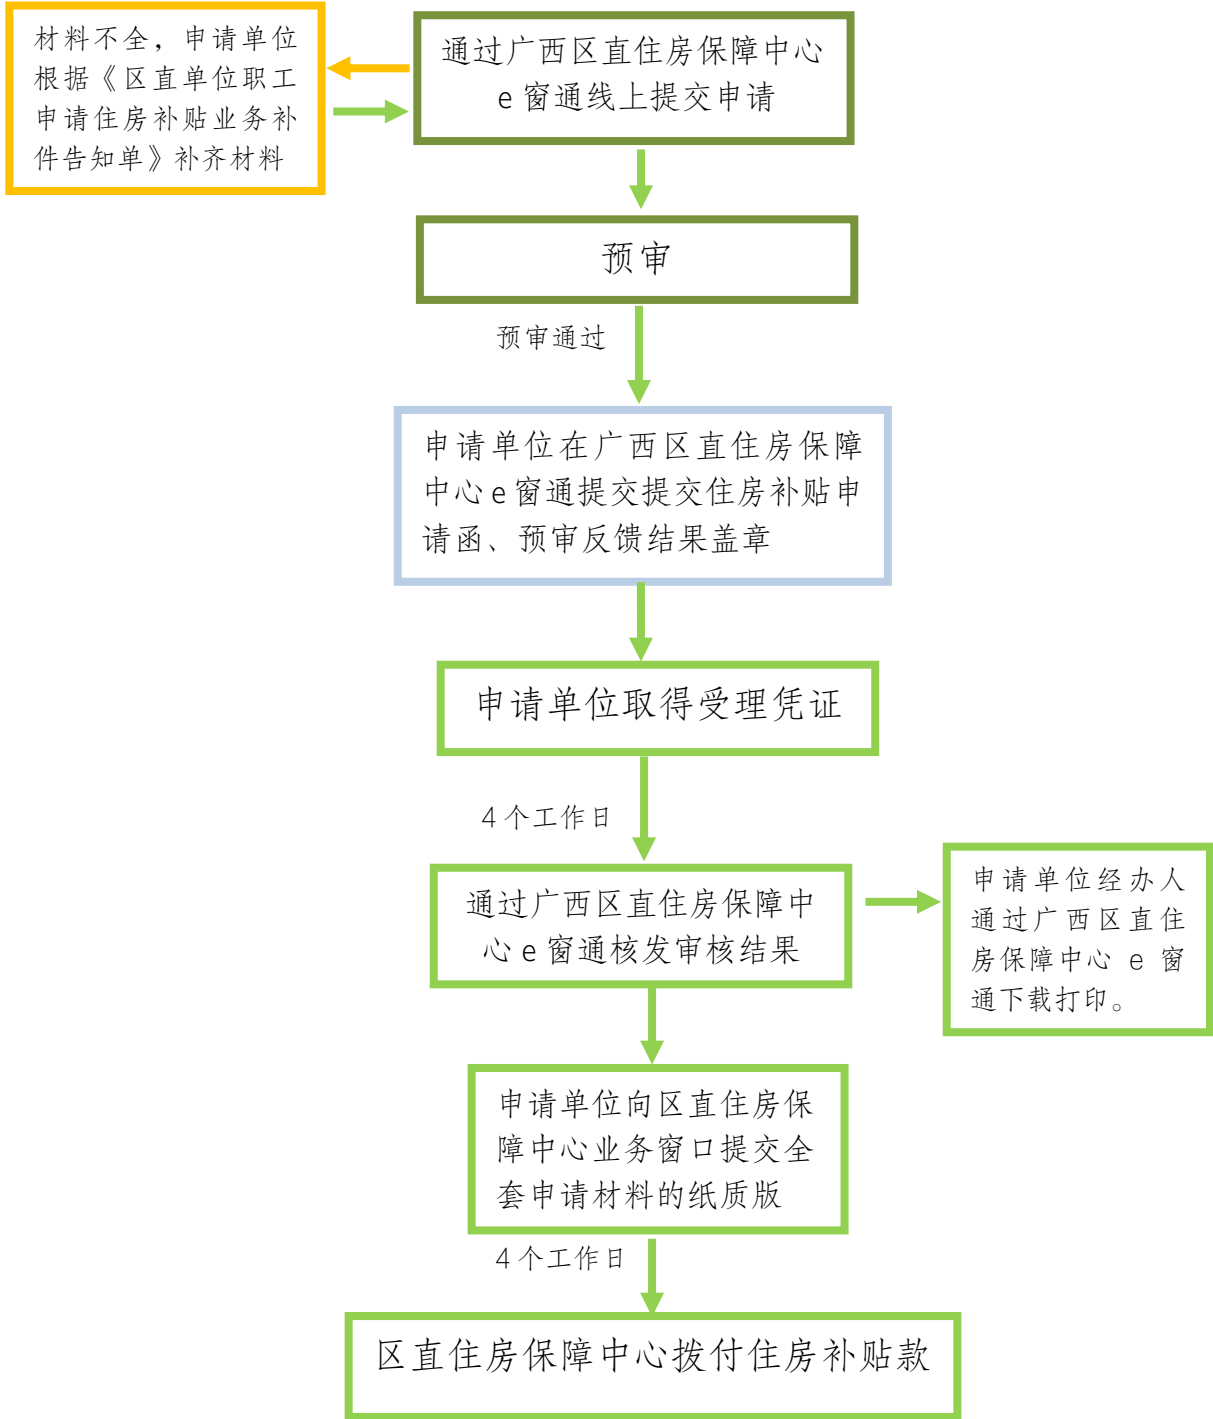 材料不全，申请单位
根据《区直单位职工
申请住房补贴业务补
件告知单》补齐材料
通过广西区直住房保障中心
e窗通线上提交申请
预审
预审通过
申请单位在广西区直住房保障
中心e窗通提交提交住房补贴申
请函、预审反馈结果盖章
申请单位取得受理凭证
4个工作日
通过广西区直住房保障中
心e窗通核发审核结果
申请单位经办人
通过广西区直住
房保障中心 e 窗
通下载打印。
申请单位向区直住房保
障中心业务窗口提交全
套申请材料的纸质版
4个工作日
区直住房保障中心拨付住房补贴款